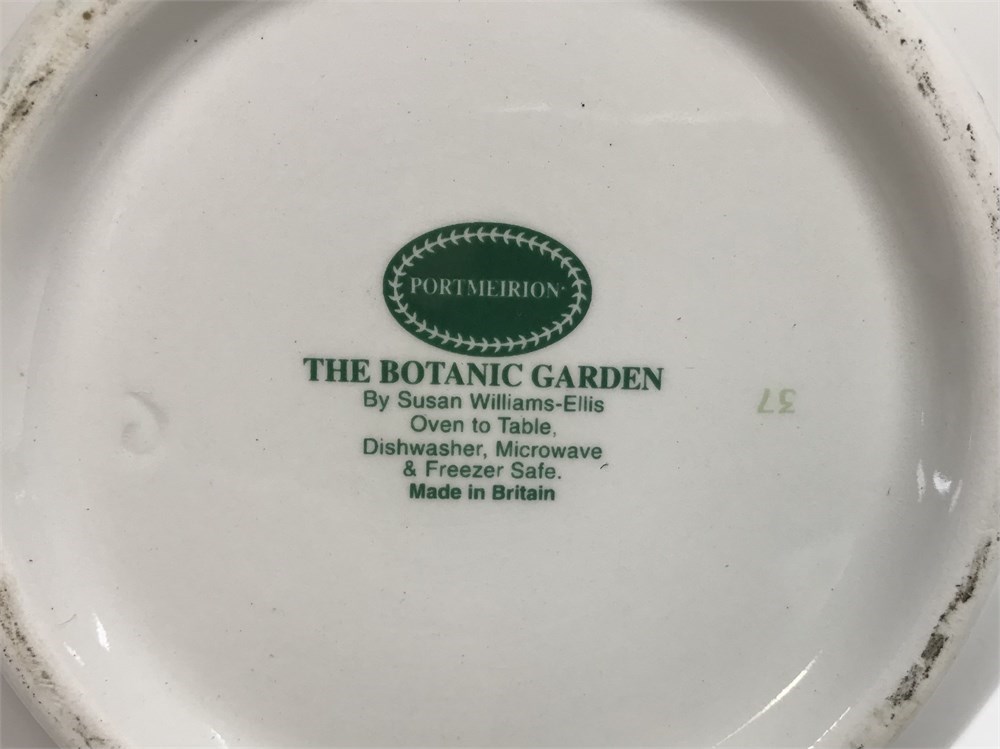 PORTMEIRION
THE BOTANIC GARDEN
By Susan Williams-Ellis
Oven to Table,
Dishwasher, Microwave
& Freezer Safe.
Made in Britain
37